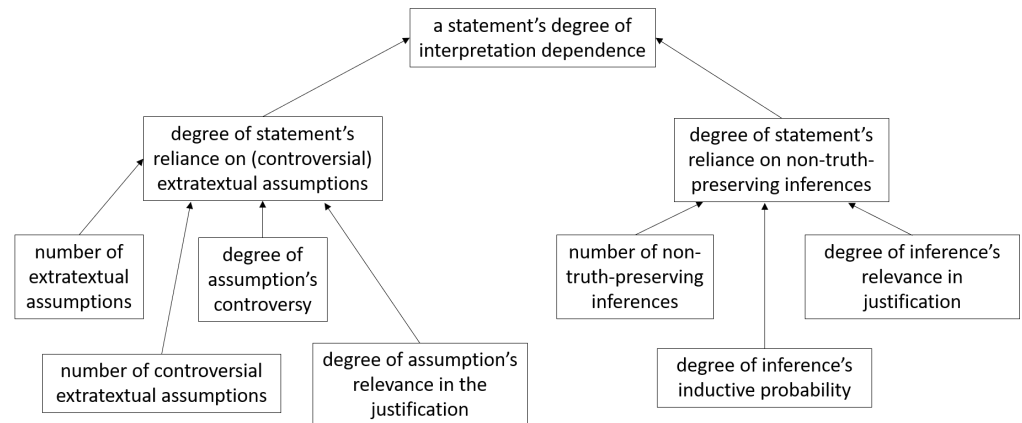 a statement’s degree of
interpretation dependence
degree of statement’s
reliance on (controversial)
extratextual assumptions
degree of statement’s
reliance on non-truth-
preserving inferences
number of
extratextual
assumptions
degree of
assumption’s
controversy
number of non-
truth-preserving
inferences
degree of inference’s
relevance in
justification
number of controversial
extratextual assumptions
degree of assumption’s
relevance in the
justification
degree of inference’s
inductive probability